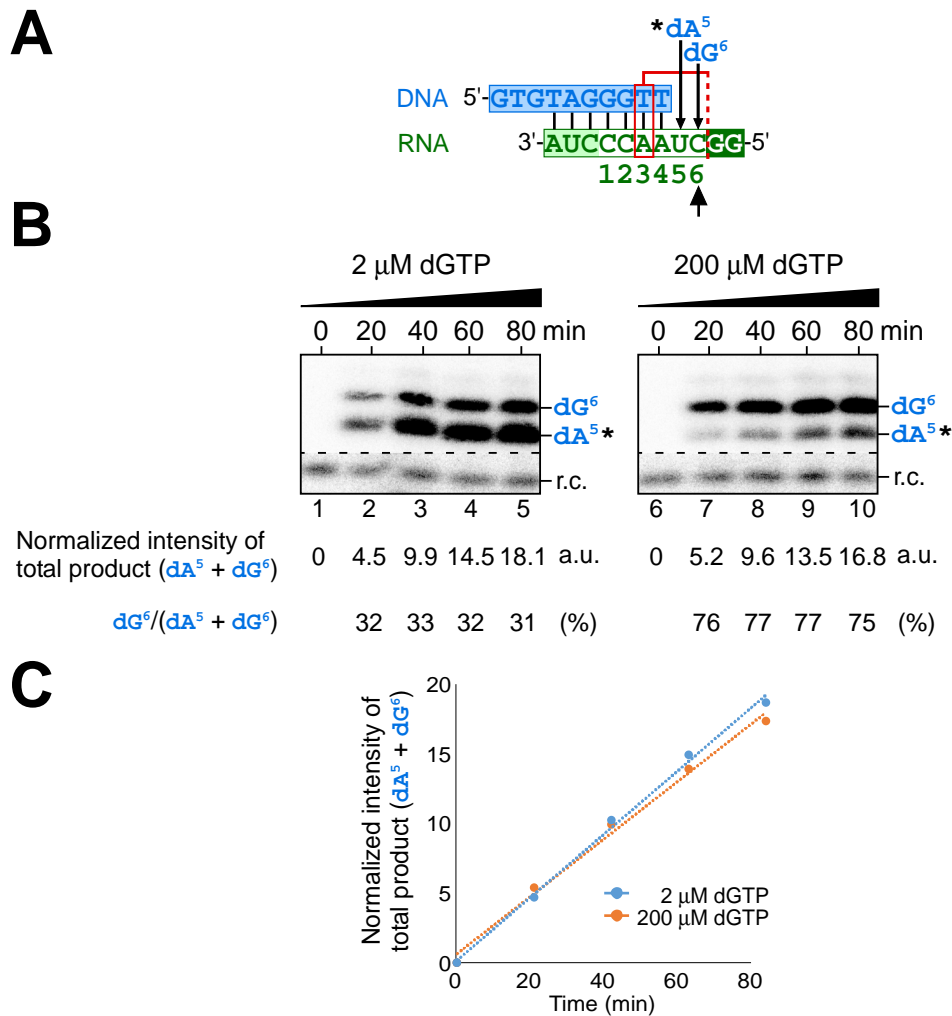 A
*dA⁵
dG⁶
DNA 5'-GTGTAGGGTT
RNA 3'-AUCCCAAUCGG-5'
123456
B
2 μM dGTP 200 μM dGTP
0 20 40 60 80 min 0 20 40 60 80 min
dG⁶ dG⁶
dA⁵* dA⁵*
r.c. r.c.
1 2 3 4 5 6 7 8 9 10
Normalized intensity of
total product (dA⁵ + dG⁶) 0 4.5 9.9 14.5 18.1 a.u. 0 5.2 9.6 13.5 16.8 a.u.
dG⁶/(dA⁵ + dG⁶) 32 33 32 31 (%) 76 77 77 75 (%)
C
Normalized intensity of
total product (dA⁵ + dG⁶)
20
15
10
5
0
2 μM dGTP
200 μM dGTP
0 20 40 60 80
Time (min)